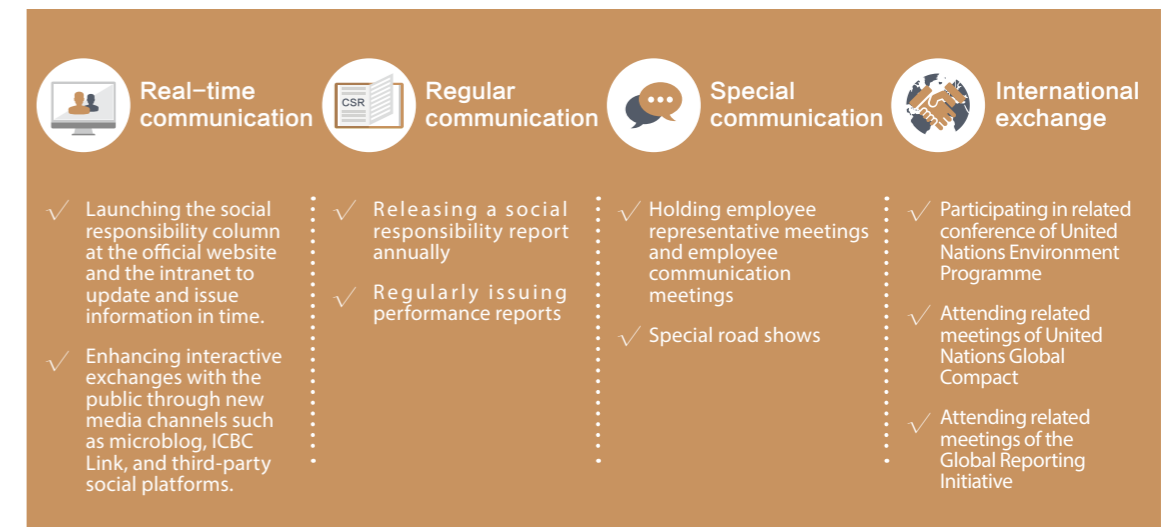 Real-time
communication
√ Launching the social
responsibility column
at the official website
and the intranet to
update and issue
information in time.
√ Enhancing interactive
exchanges with the
public through new
media channels such
as microblog, ICBC
Link, and third-party
social platforms.
CSR
Regular
communication
√ Releasing a social
responsibility report
annually
√ Regularly issuing
performance reports
Special
communication
√ Holding employee
representative meetings
and employee
communication
meetings
√ Special road shows
International
exchange
√ Participating in related
conference of United
Nations Environment
Programme
√ Attending related
meetings of United
Nations Global
Compact
√ Attending related
meetings of the
Global Reporting
Initiative